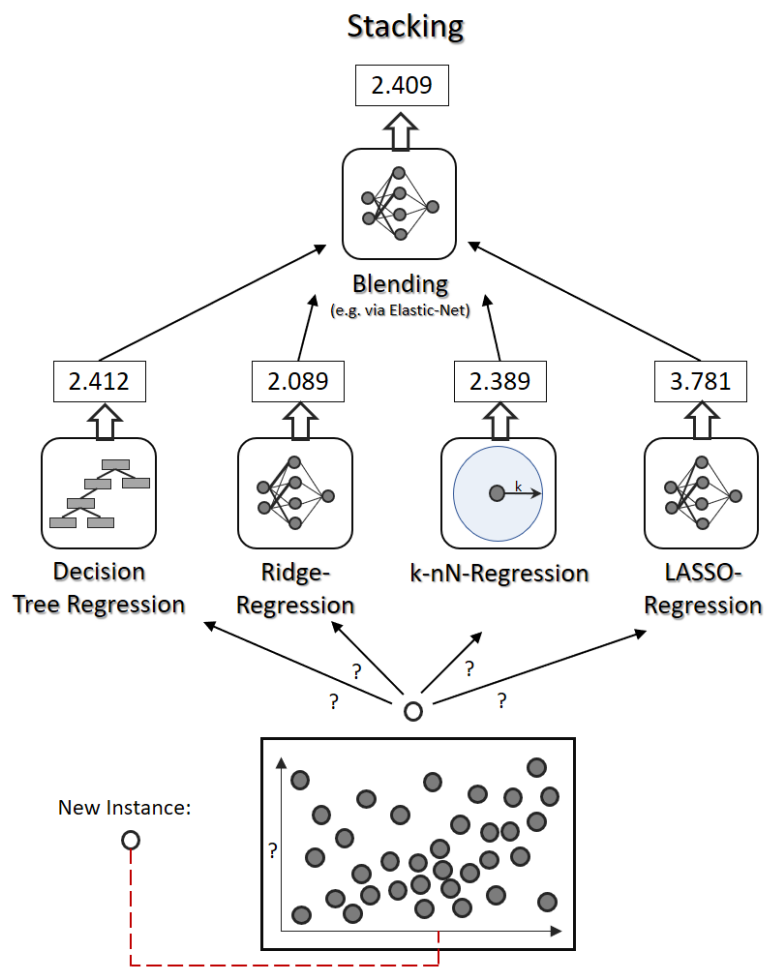 Stacking
2.409
Blending
(e.g. via Elastic-Net)
2.412
2.089
2.389
3.781
k
Decision
Tree Regression
Ridge-
Regression
k-nN-Regression
LASSO-
Regression
?
?
?
?
New Instance:
?